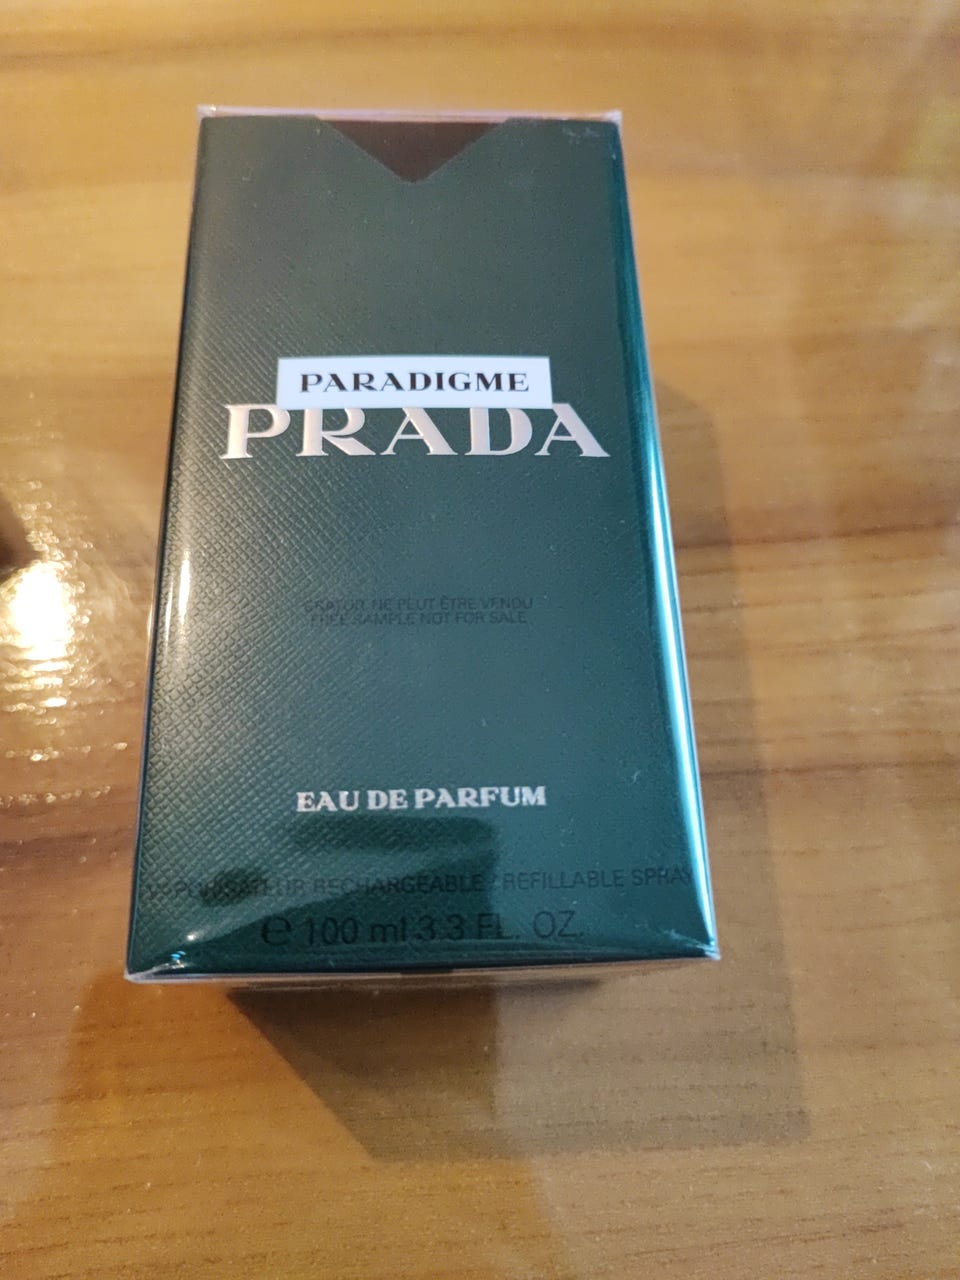 PARADIGME
PRADA
GRATUIT. NE PEUT ÊTRE VENDU
FREE SAMPLE NOT FOR SALE
EAU DE PARFUM
VAPORISATEUR RECHARGEABLE / REFILLABLE SPRAY
e 100 ml 3.3 FL. OZ.